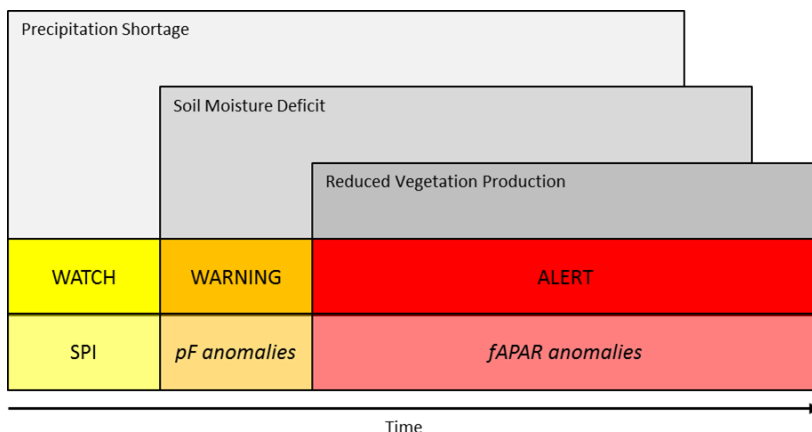 Precipitation Shortage
Soil Moisture Deficit
Reduced Vegetation Production
WATCH
WARNING
ALERT
SPI
pF anomalies
fAPAR anomalies
Time